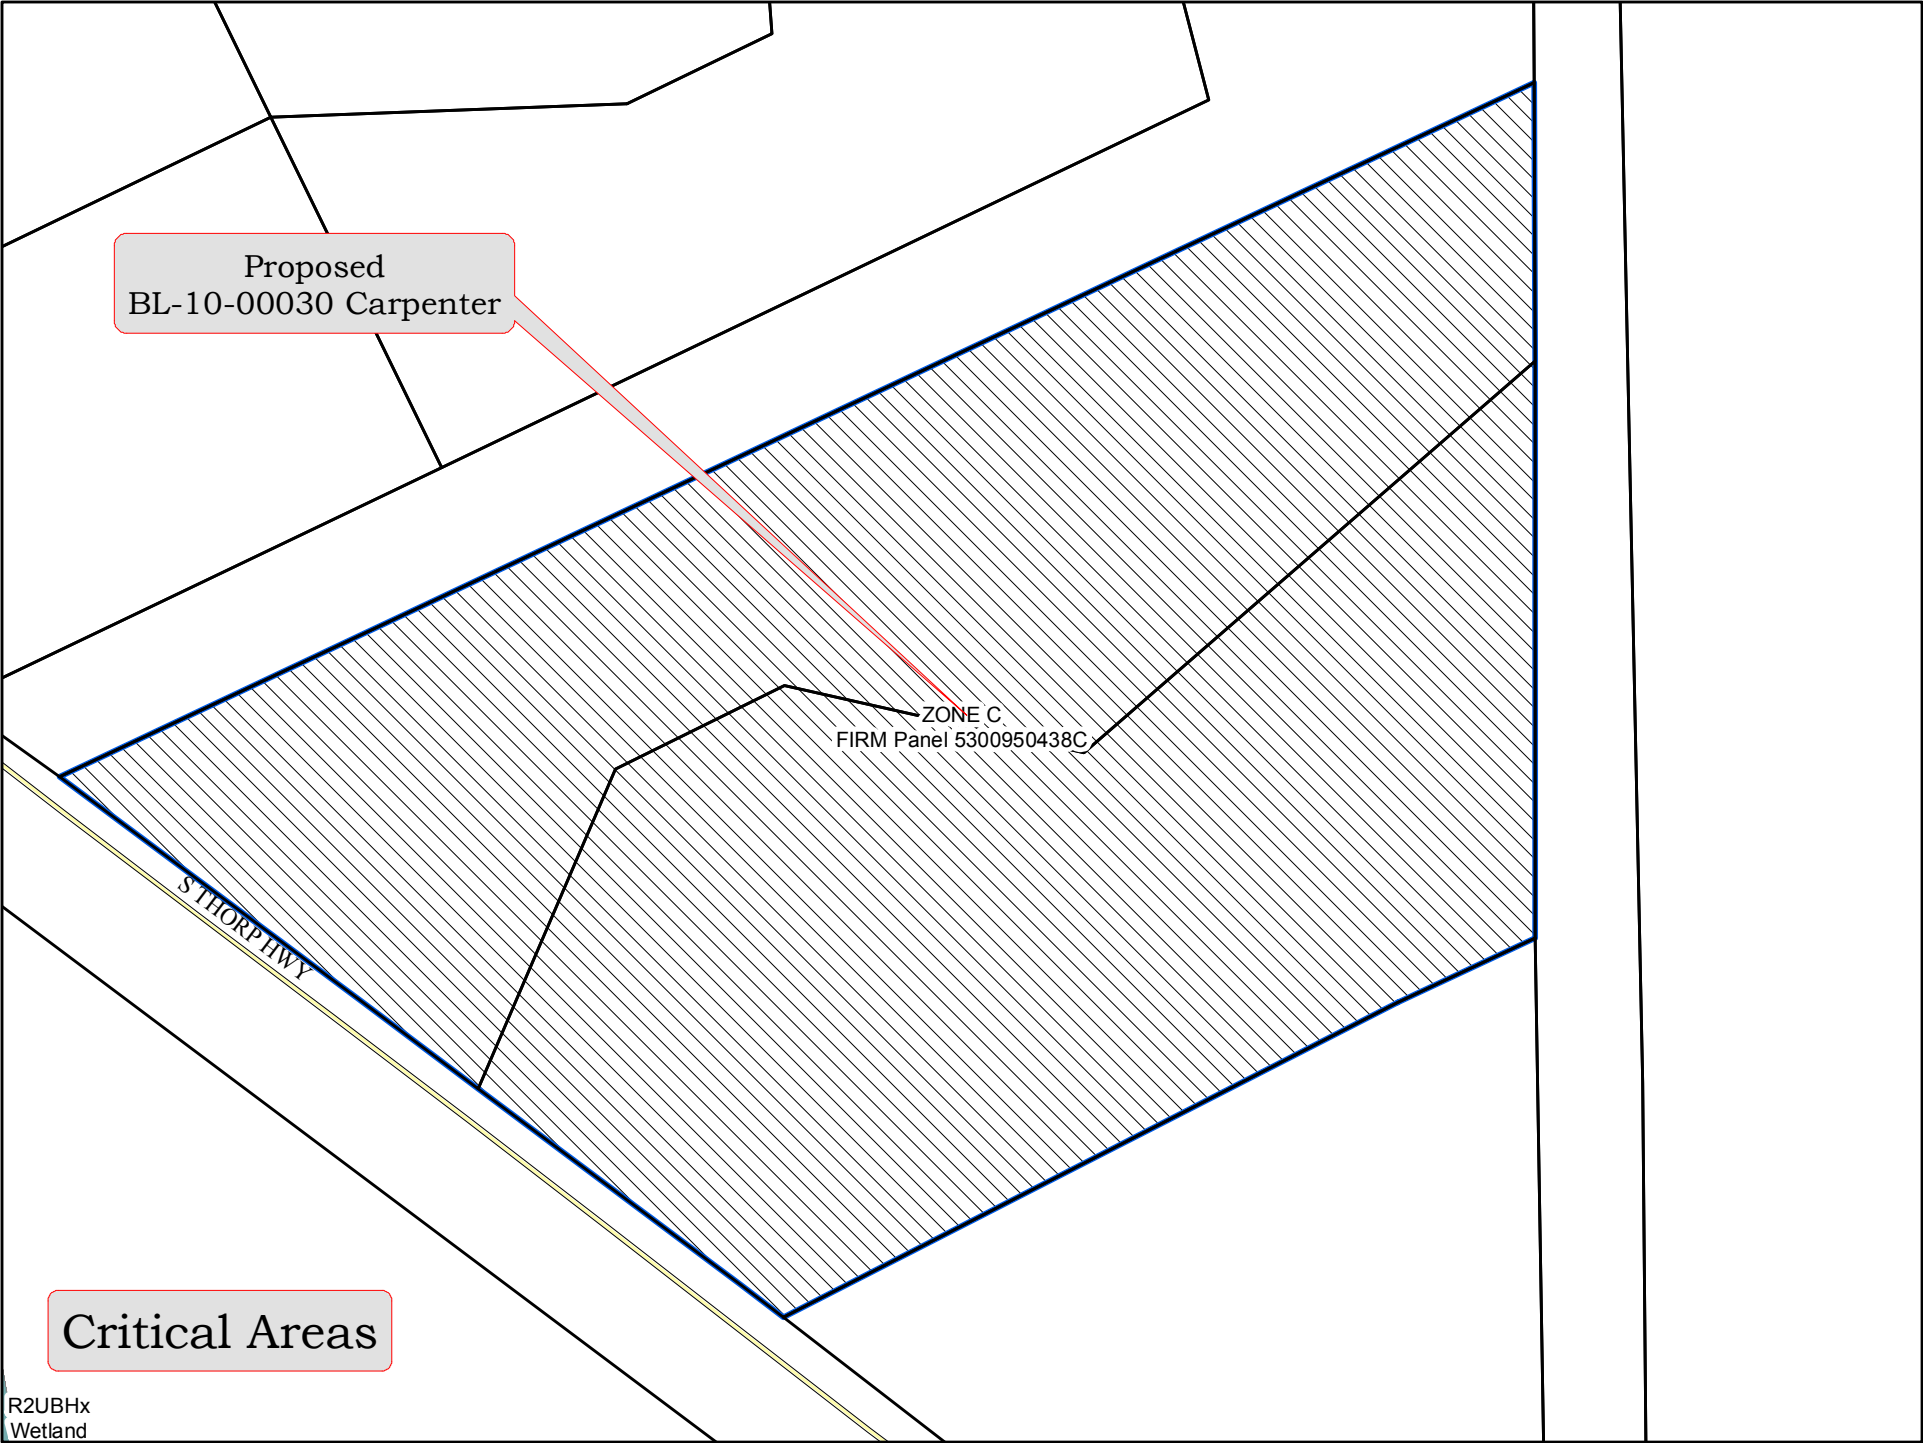 Proposed
BL-10-00030 Carpenter
ZONE C
FIRM Panel 5300950438C
S THORP HWY
Critical Areas
R2UBHx
Wetland